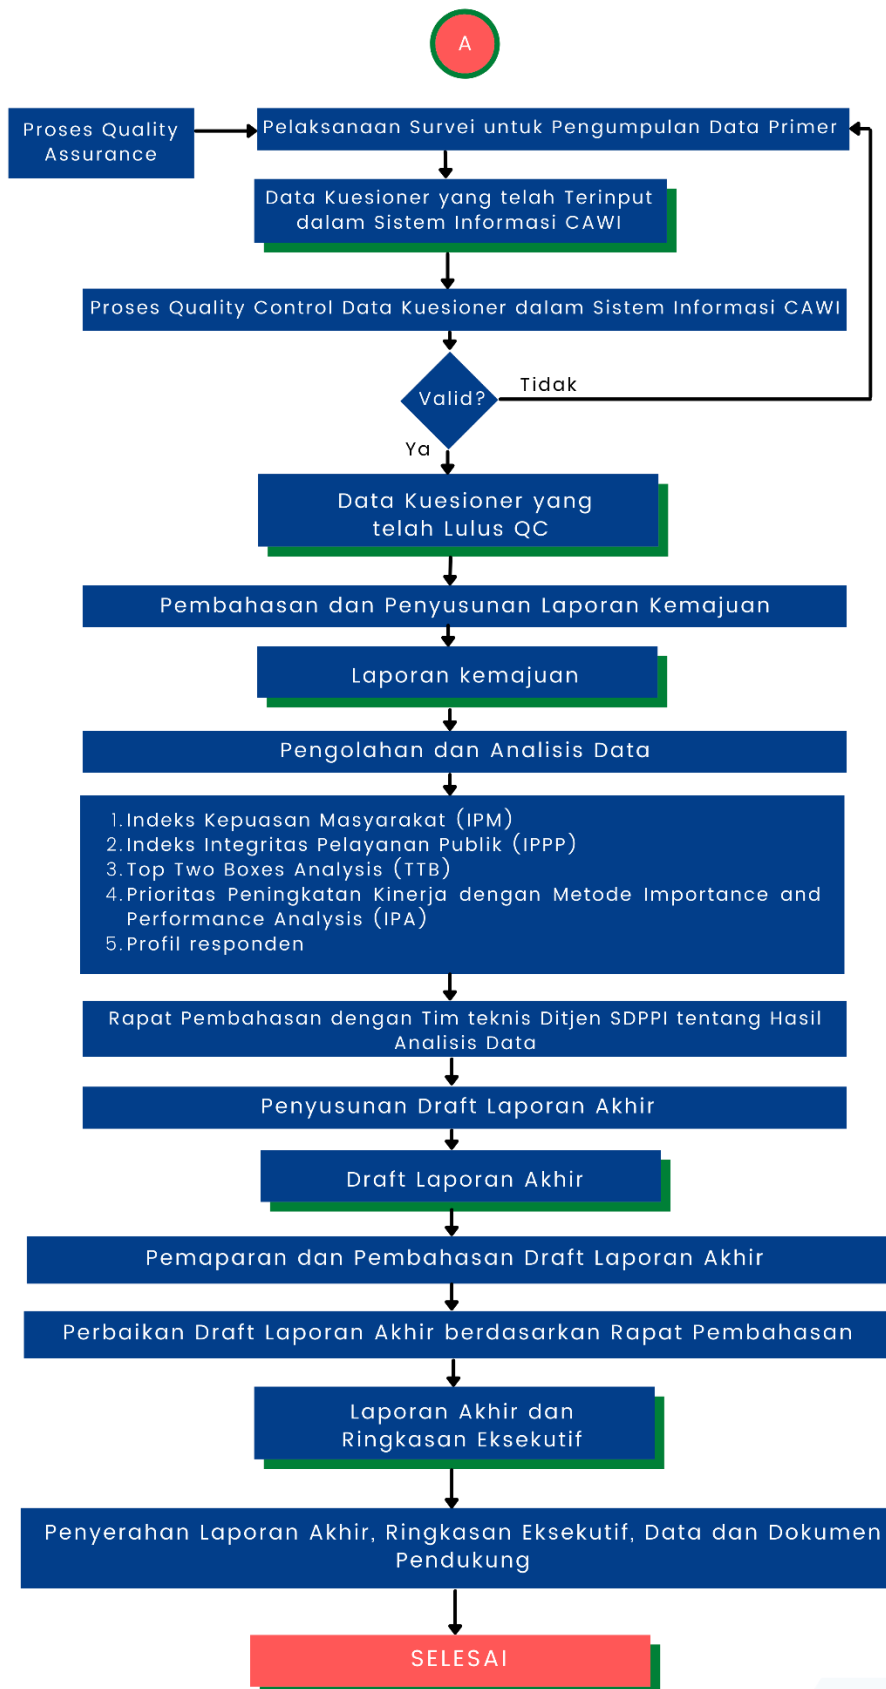 A
Proses Quality
Assurance
Pelaksanaan Survei untuk Pengumpulan Data Primer
Data Kuesioner yang telah Terinput
dalam Sistem Informasi CAWI
Proses Quality Control Data Kuesioner dalam Sistem Informasi CAWI
Valid?
Tidak
Ya
Data Kuesioner yang
telah Lulus QC
Pembahasan dan Penyusunan Laporan Kemajuan
Laporan kemajuan
Pengolahan dan Analisis Data
1. Indeks Kepuasan Masyarakat (IPM)
2. Indeks Integritas Pelayanan Publik (IPPP)
3. Top Two Boxes Analysis (TTB)
4. Prioritas Peningkatan Kinerja dengan Metode Importance and
Performance Analysis (IPA)
5. Profil responden
Rapat Pembahasan dengan Tim teknis Ditjen SDPPI tentang Hasil
Analisis Data
Penyusunan Draft Laporan Akhir
Draft Laporan Akhir
Pemaparan dan Pembahasan Draft Laporan Akhir
Perbaikan Draft Laporan Akhir berdasarkan Rapat Pembahasan
Laporan Akhir dan
Ringkasan Eksekutif
Penyerahan Laporan Akhir, Ringkasan Eksekutif, Data dan Dokumen
Pendukung
SELESAI